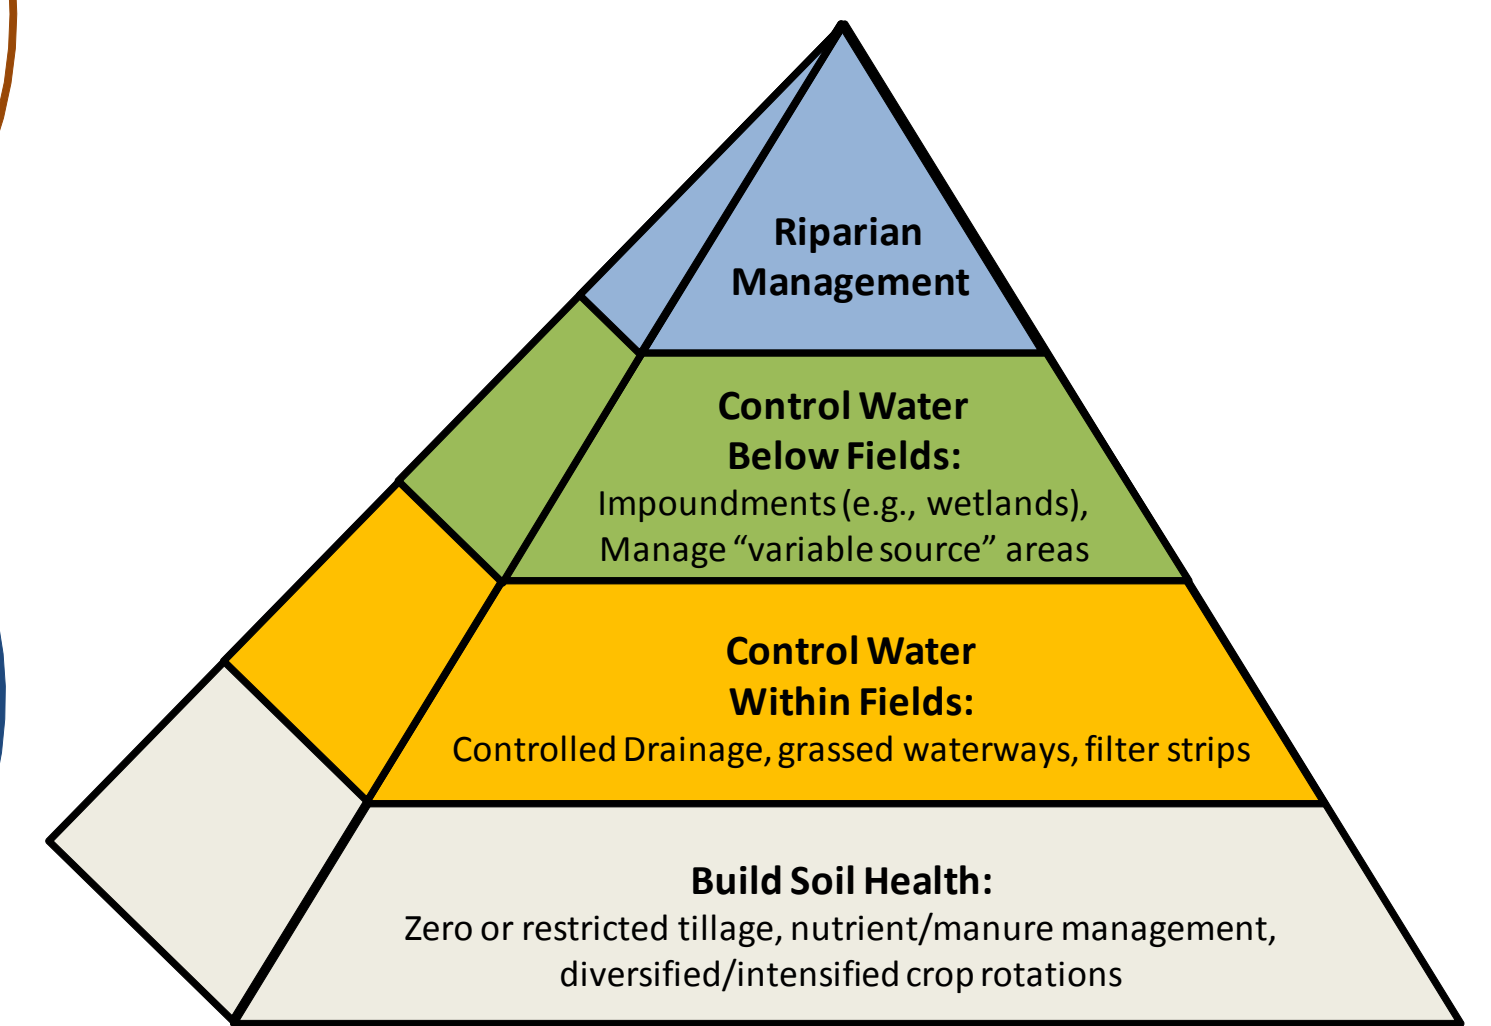 Riparian
Management
Control Water
Below Fields:
Impoundments (e.g., wetlands),
Manage “variable source” areas
Control Water
Within Fields:
Controlled Drainage, grassed waterways, filter strips
Build Soil Health:
Zero or restricted tillage, nutrient/manure management,
diversified/intensified crop rotations